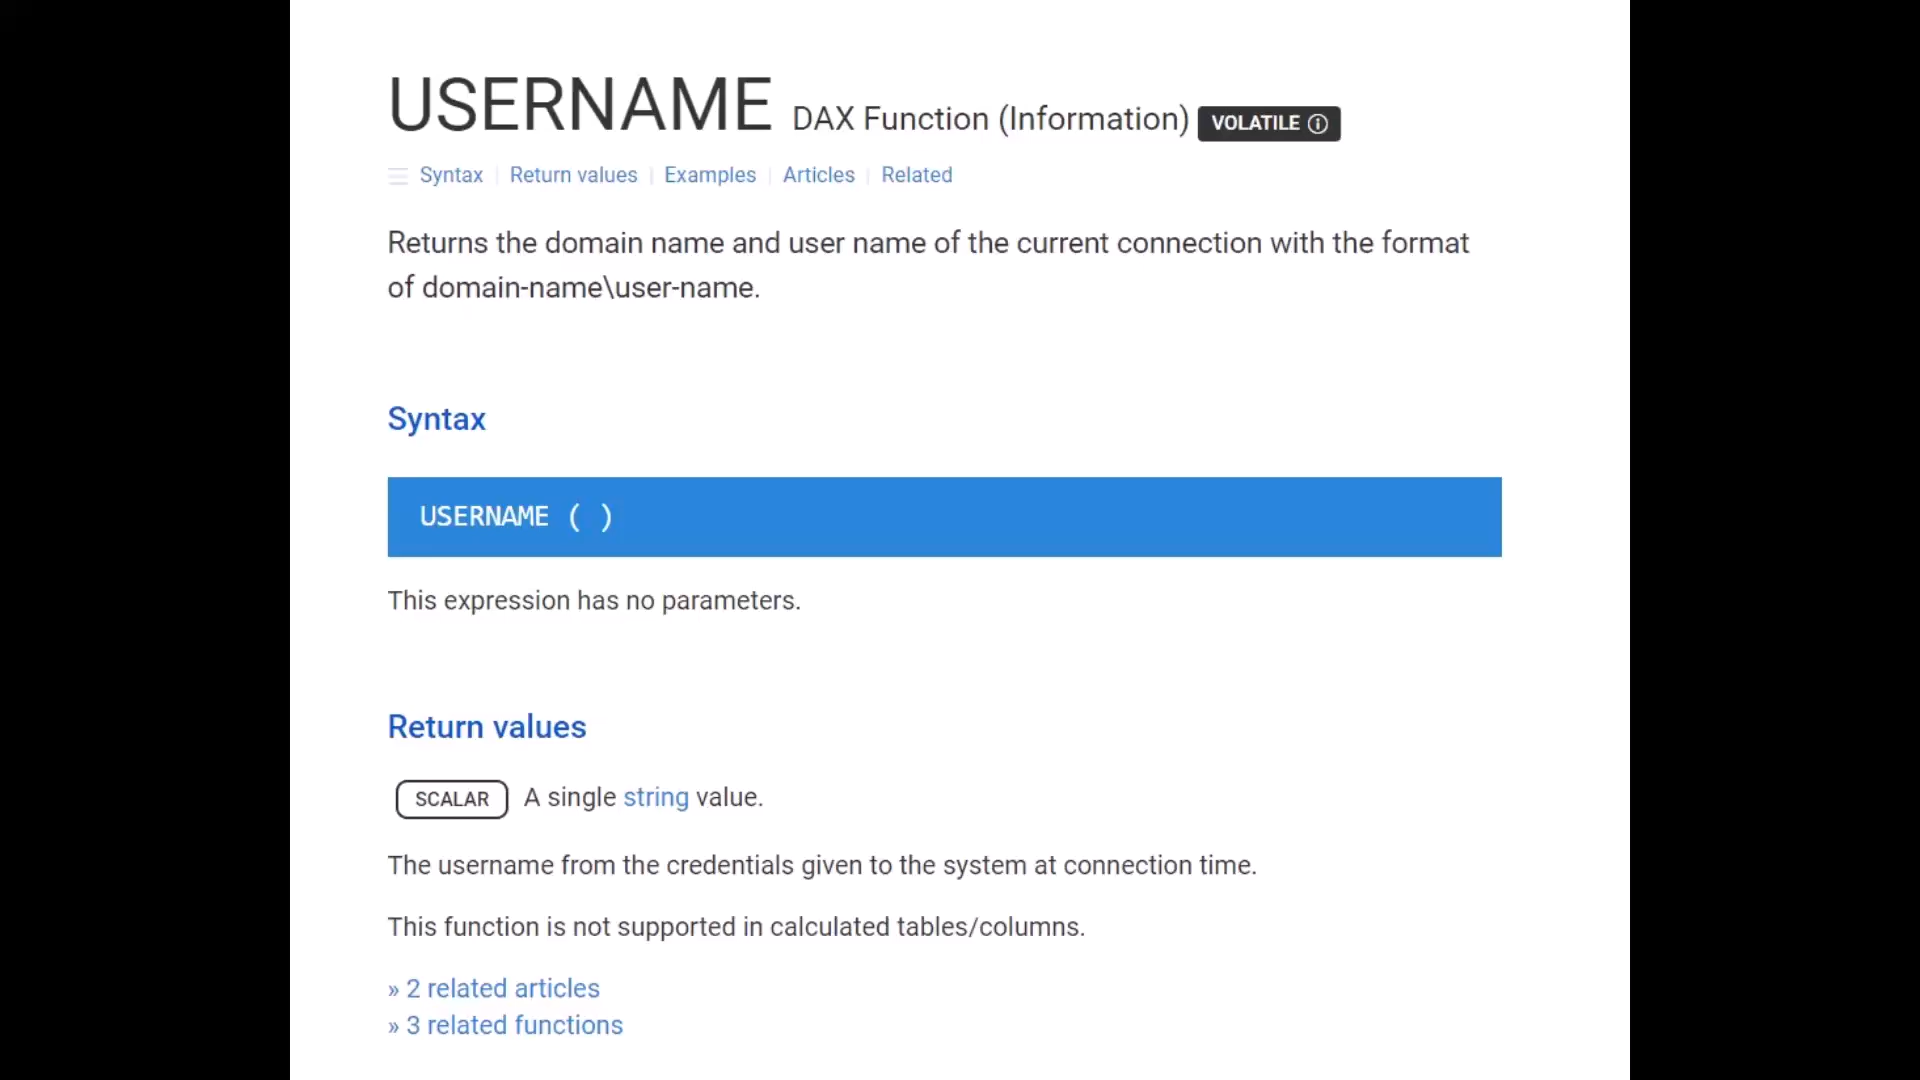 USERNAME DAX Function (Information) VOLATILE
Syntax Return values Examples Articles Related
Returns the domain name and user name of the current connection with the format
of domain-name\user-name.
Syntax
USERNAME ( )
This expression has no parameters.
Return values
SCALAR A single string value.
The username from the credentials given to the system at connection time.
This function is not supported in calculated tables/columns.
» 2 related articles
» 3 related functions